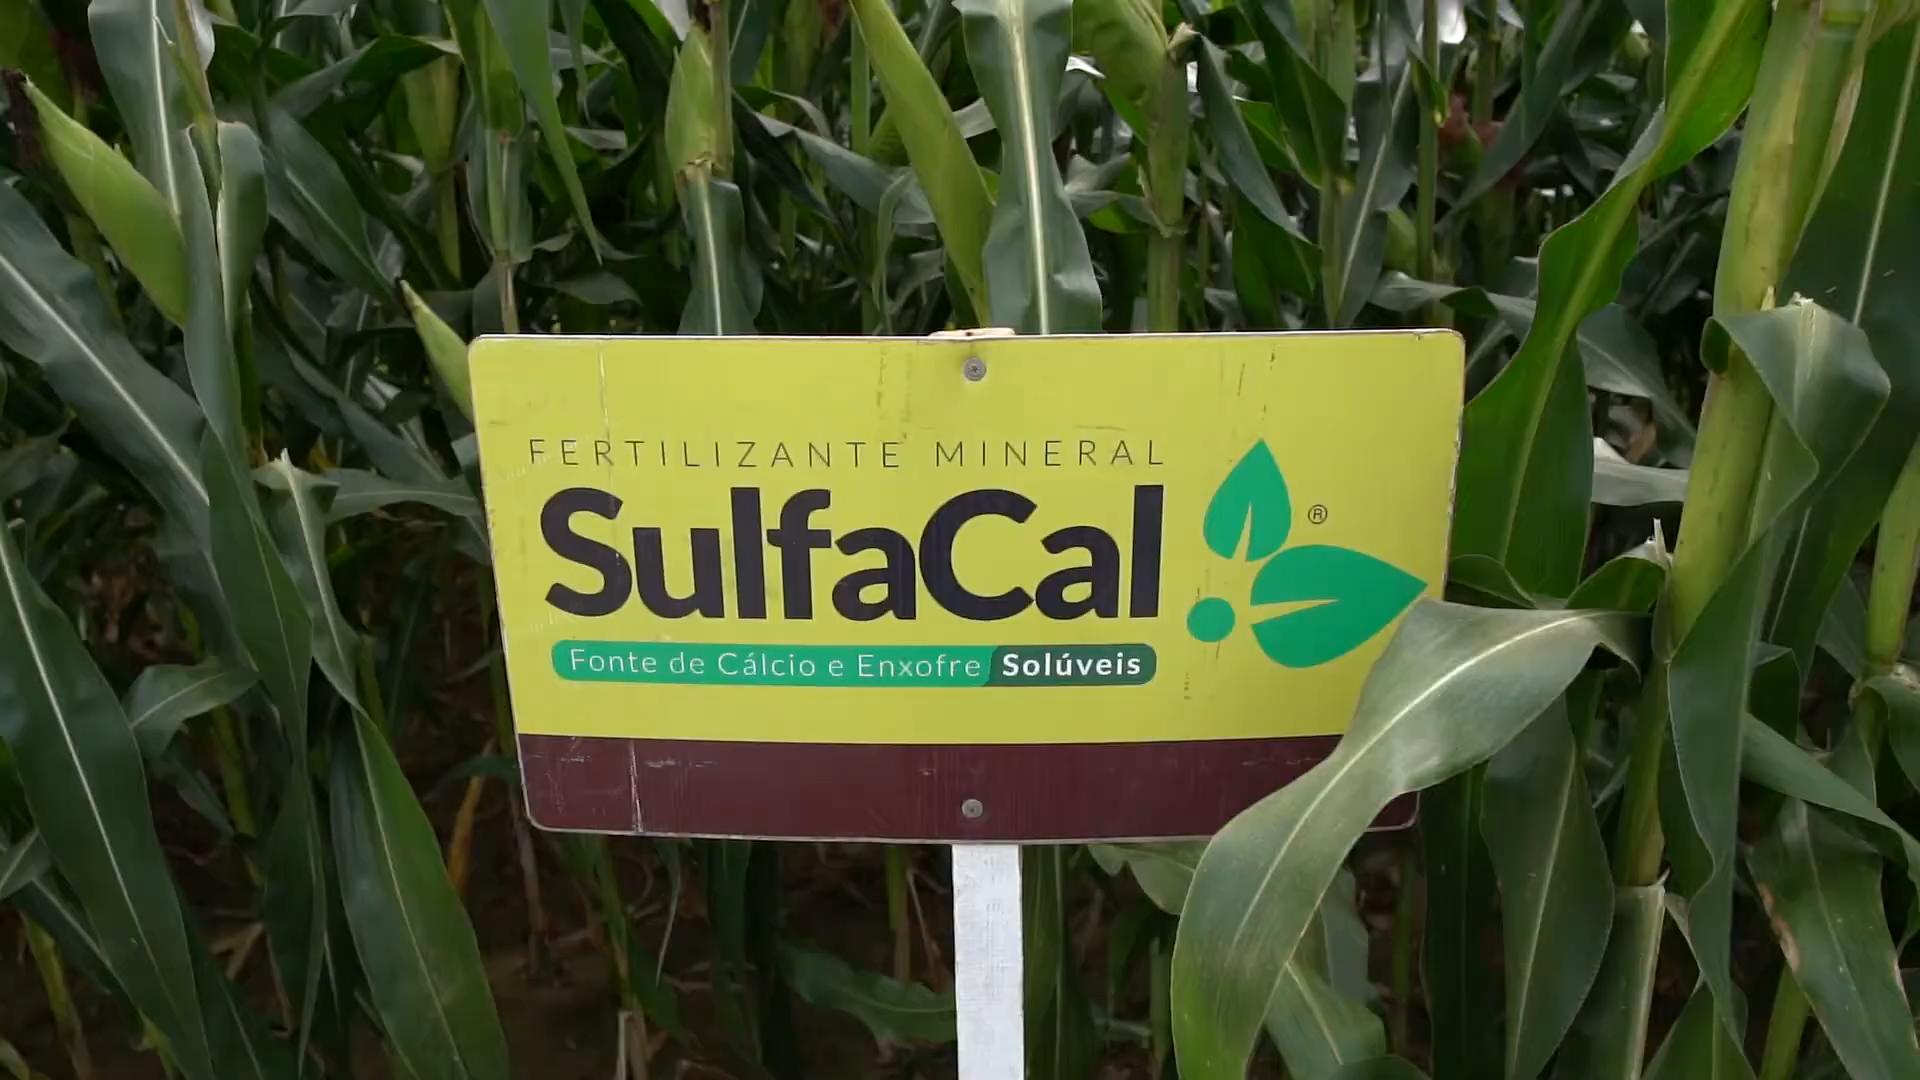 FERTILIZANTE MINERAL
SulfaCal
®
Fonte de Cálcio e Enxofre Solúveis